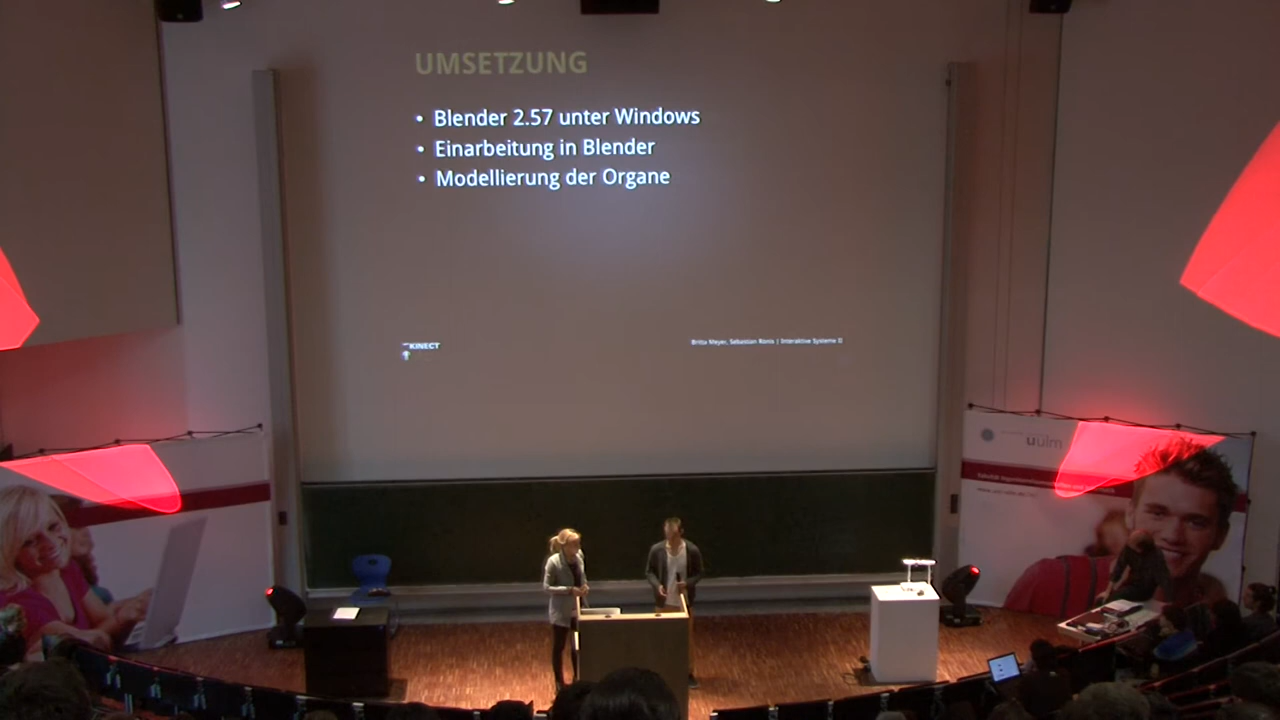 UMSETZUNG
• Blender 2.57 unter Windows
• Einarbeitung in Blender
• Modellierung der Organe
KINECT
Britta Meyer, Sebastian Rönis | Interaktive Systeme II
uulm